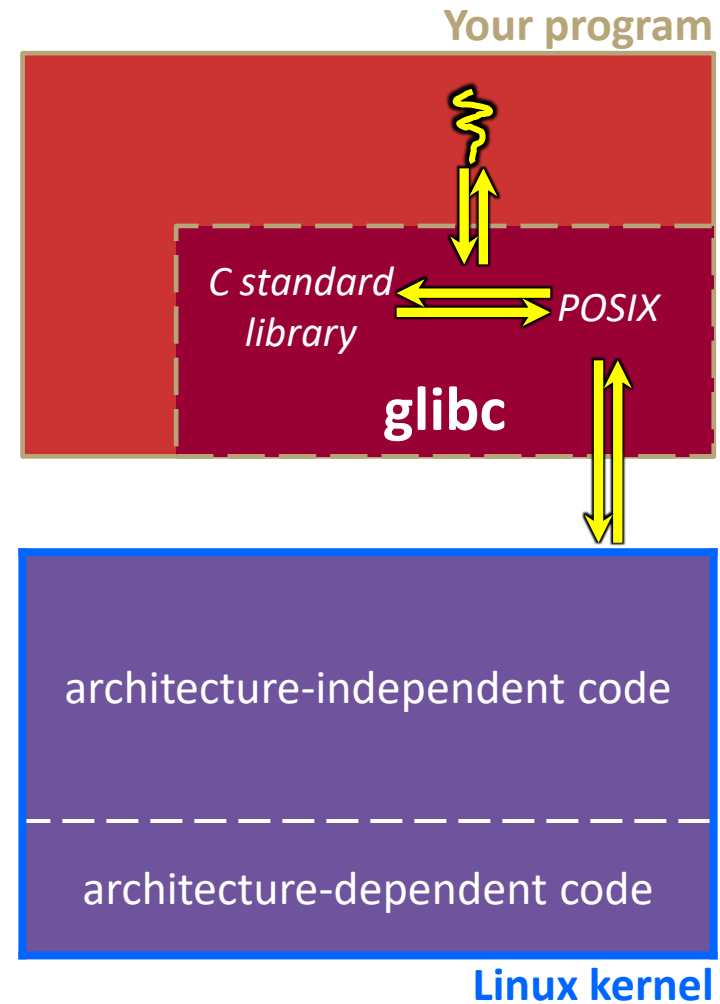 Your program
C standard
library
POSIX
glibc
architecture-independent code
architecture-dependent code
Linux kernel